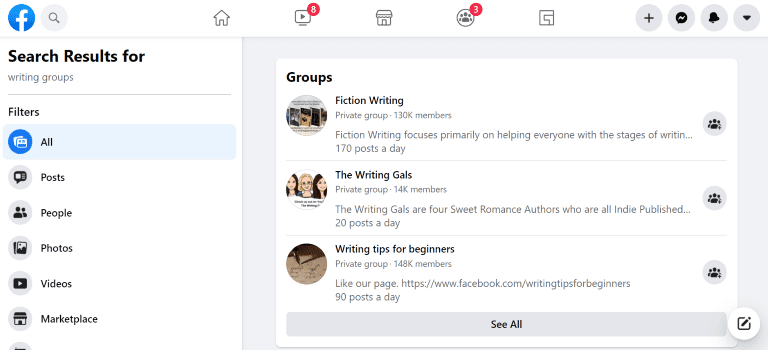 f
8
3
Search Results for
writing groups
Filters
All
Posts
People
Photos
Videos
Marketplace
Groups
Fiction Writing
Private group · 130K members
Fiction Writing focuses primarily on helping everyone with the stages of writin...
170 posts a day
The Writing Gals
Private group · 14K members
The Writing Gals are four Sweet Romance Authors who are all Indie Published...
20 posts a day
Writing tips for beginners
Private group · 148K members
Like our page. https://www.facebook.com/writingtipsforbeginners
90 posts a day
See All